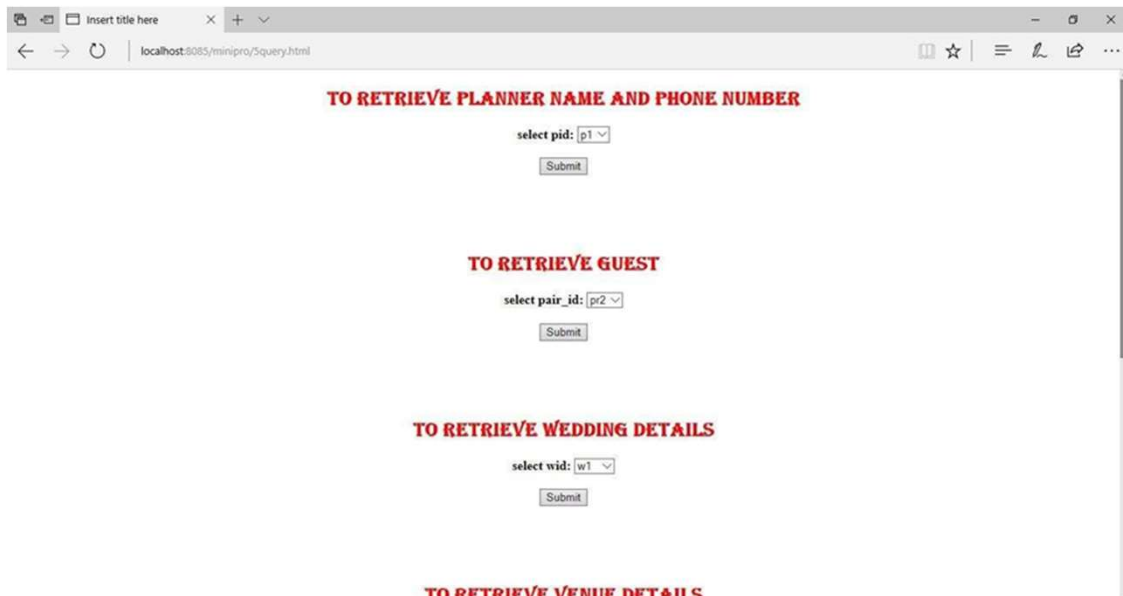 Insert title here
localhost:8085/minipro/5query.html
TO RETRIEVE PLANNER NAME AND PHONE NUMBER
select pid: p1
Submit
TO RETRIEVE GUEST
select pair_id: pr2
Submit
TO RETRIEVE WEDDING DETAILS
select wid: w1
Submit
TO RETRIEVE VENUE DETAILS